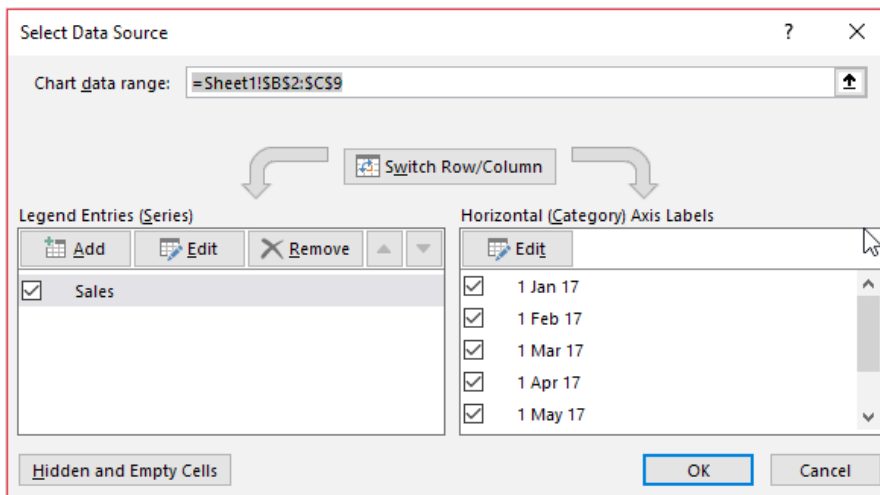 Select Data Source
?
Chart data range: =Sheet1!$B$2:$C$9
Switch Row/Column
Legend Entries (Series)
Add Edit Remove
Sales
Horizontal (Category) Axis Labels
Edit
1 Jan 17
1 Feb 17
1 Mar 17
1 Apr 17
1 May 17
Hidden and Empty Cells
OK
Cancel